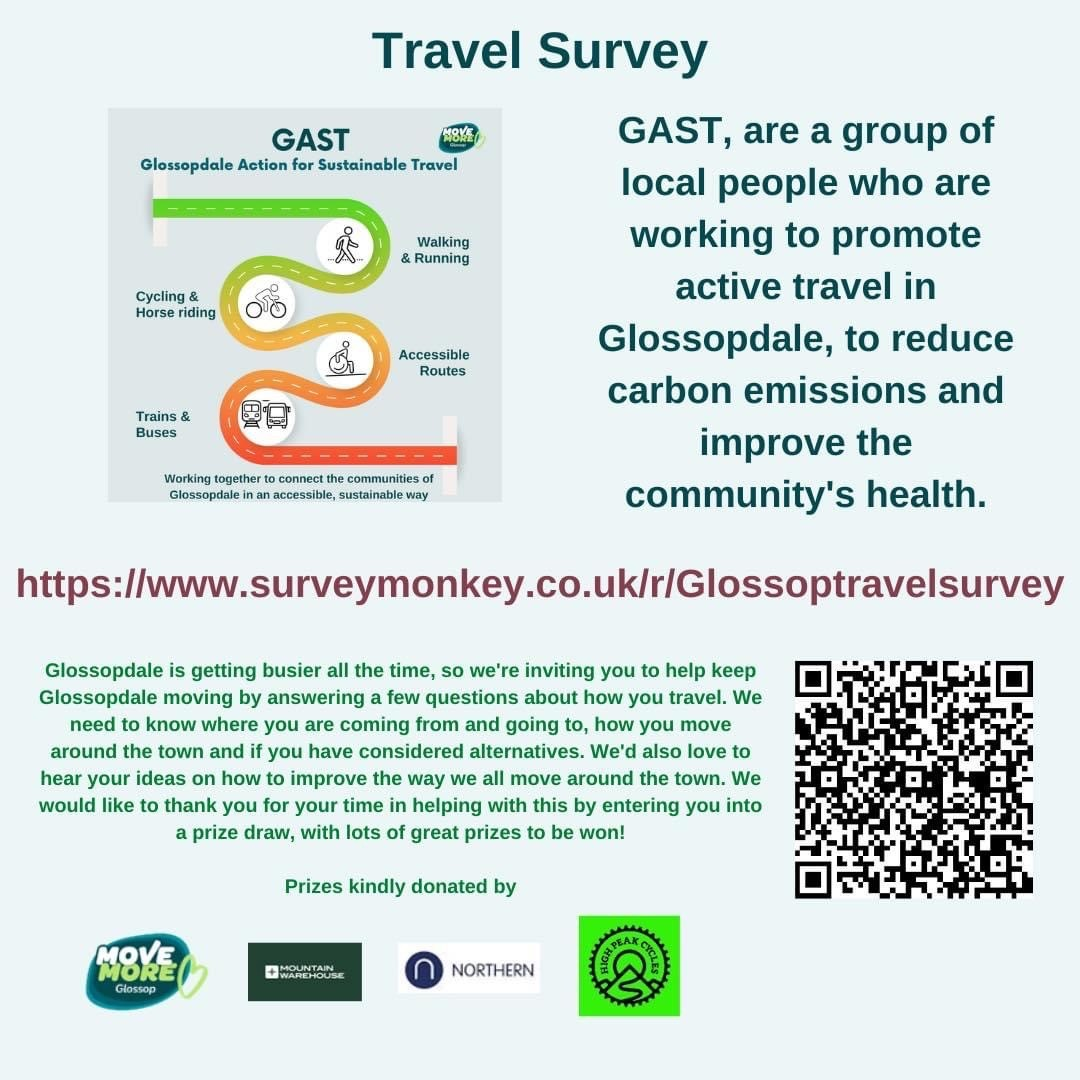 Travel Survey
GAST
MOVE
MORE
Glossop
Glossopdale Action for Sustainable Travel
Walking
& Running
Cycling &
Horse riding
Accessible
Routes
Trains &
Buses
Working together to connect the communities of
Glossopdale in an accessible, sustainable way
GAST, are a group of
local people who are
working to promote
active travel in
Glossopdale, to reduce
carbon emissions and
improve the
community's health.
https://www.surveymonkey.co.uk/r/Glossoptravelsurvey
Glossopdale is getting busier all the time, so we're inviting you to help keep
Glossopdale moving by answering a few questions about how you travel. We
need to know where you are coming from and going to, how you move
around the town and if you have considered alternatives. We'd also love to
hear your ideas on how to improve the way we all move around the town. We
would like to thank you for your time in helping with this by entering you into
a prize draw, with lots of great prizes to be won!
Prizes kindly donated by
MOVE
MORE
Glossop
MOUNTAIN
WAREHOUSE
NORTHERN
HIGH PEAK CYCLES